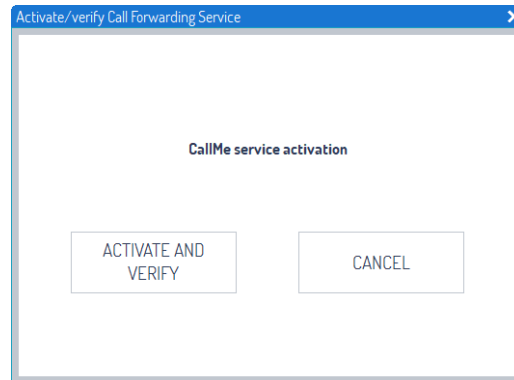 Activate/verify Call Forwarding Service
CallMe service activation
ACTIVATE AND
VERIFY
CANCEL